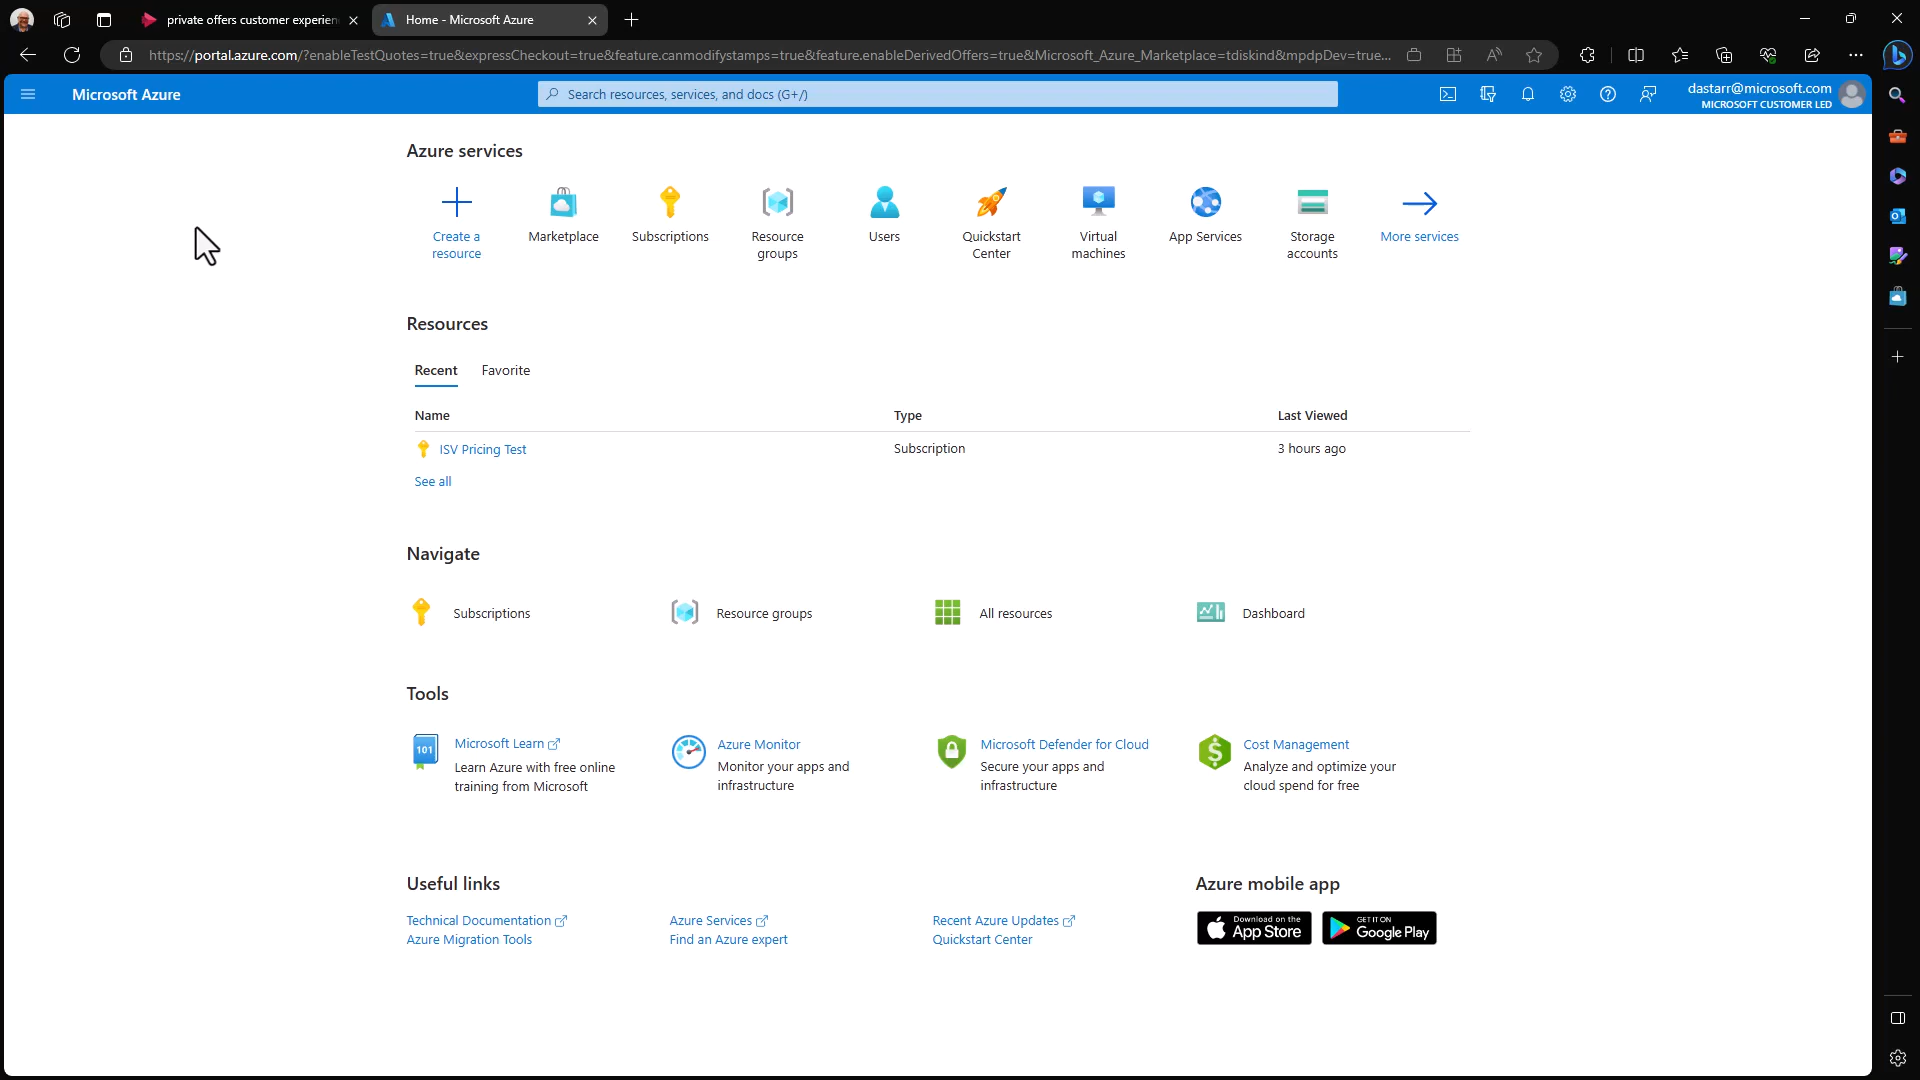 private offers customer experien
Home - Microsoft Azure
https://portal.azure.com/?enableTestQuotes=true&expressCheckout=true&feature.canmodifystamps=true&feature.enableDerivedOffers=true&Microsoft_Azure_Marketplace=tdiskind&mpdpDev=true...
Microsoft Azure
Search resources, services, and docs (G+/)
dastarr@microsoft.com
MICROSOFT CUSTOMER LED
Azure services
Create a
resource
Marketplace
Subscriptions
Resource
groups
Users
Quickstart
Center
Virtual
machines
App Services
Storage
accounts
More services
Resources
Recent
Favorite
Name
Type
Last Viewed
ISV Pricing Test
Subscription
3 hours ago
See all
Navigate
Subscriptions
Resource groups
All resources
Dashboard
Tools
101
Microsoft Learn
Learn Azure with free online
training from Microsoft
Azure Monitor
Monitor your apps and
infrastructure
Microsoft Defender for Cloud
Secure your apps and
infrastructure
Cost Management
Analyze and optimize your
cloud spend for free
Useful links
Technical Documentation
Azure Migration Tools
Azure Services
Find an Azure expert
Recent Azure Updates
Quickstart Center
Azure mobile app
Download on the
App Store
GET IT ON
Google Play